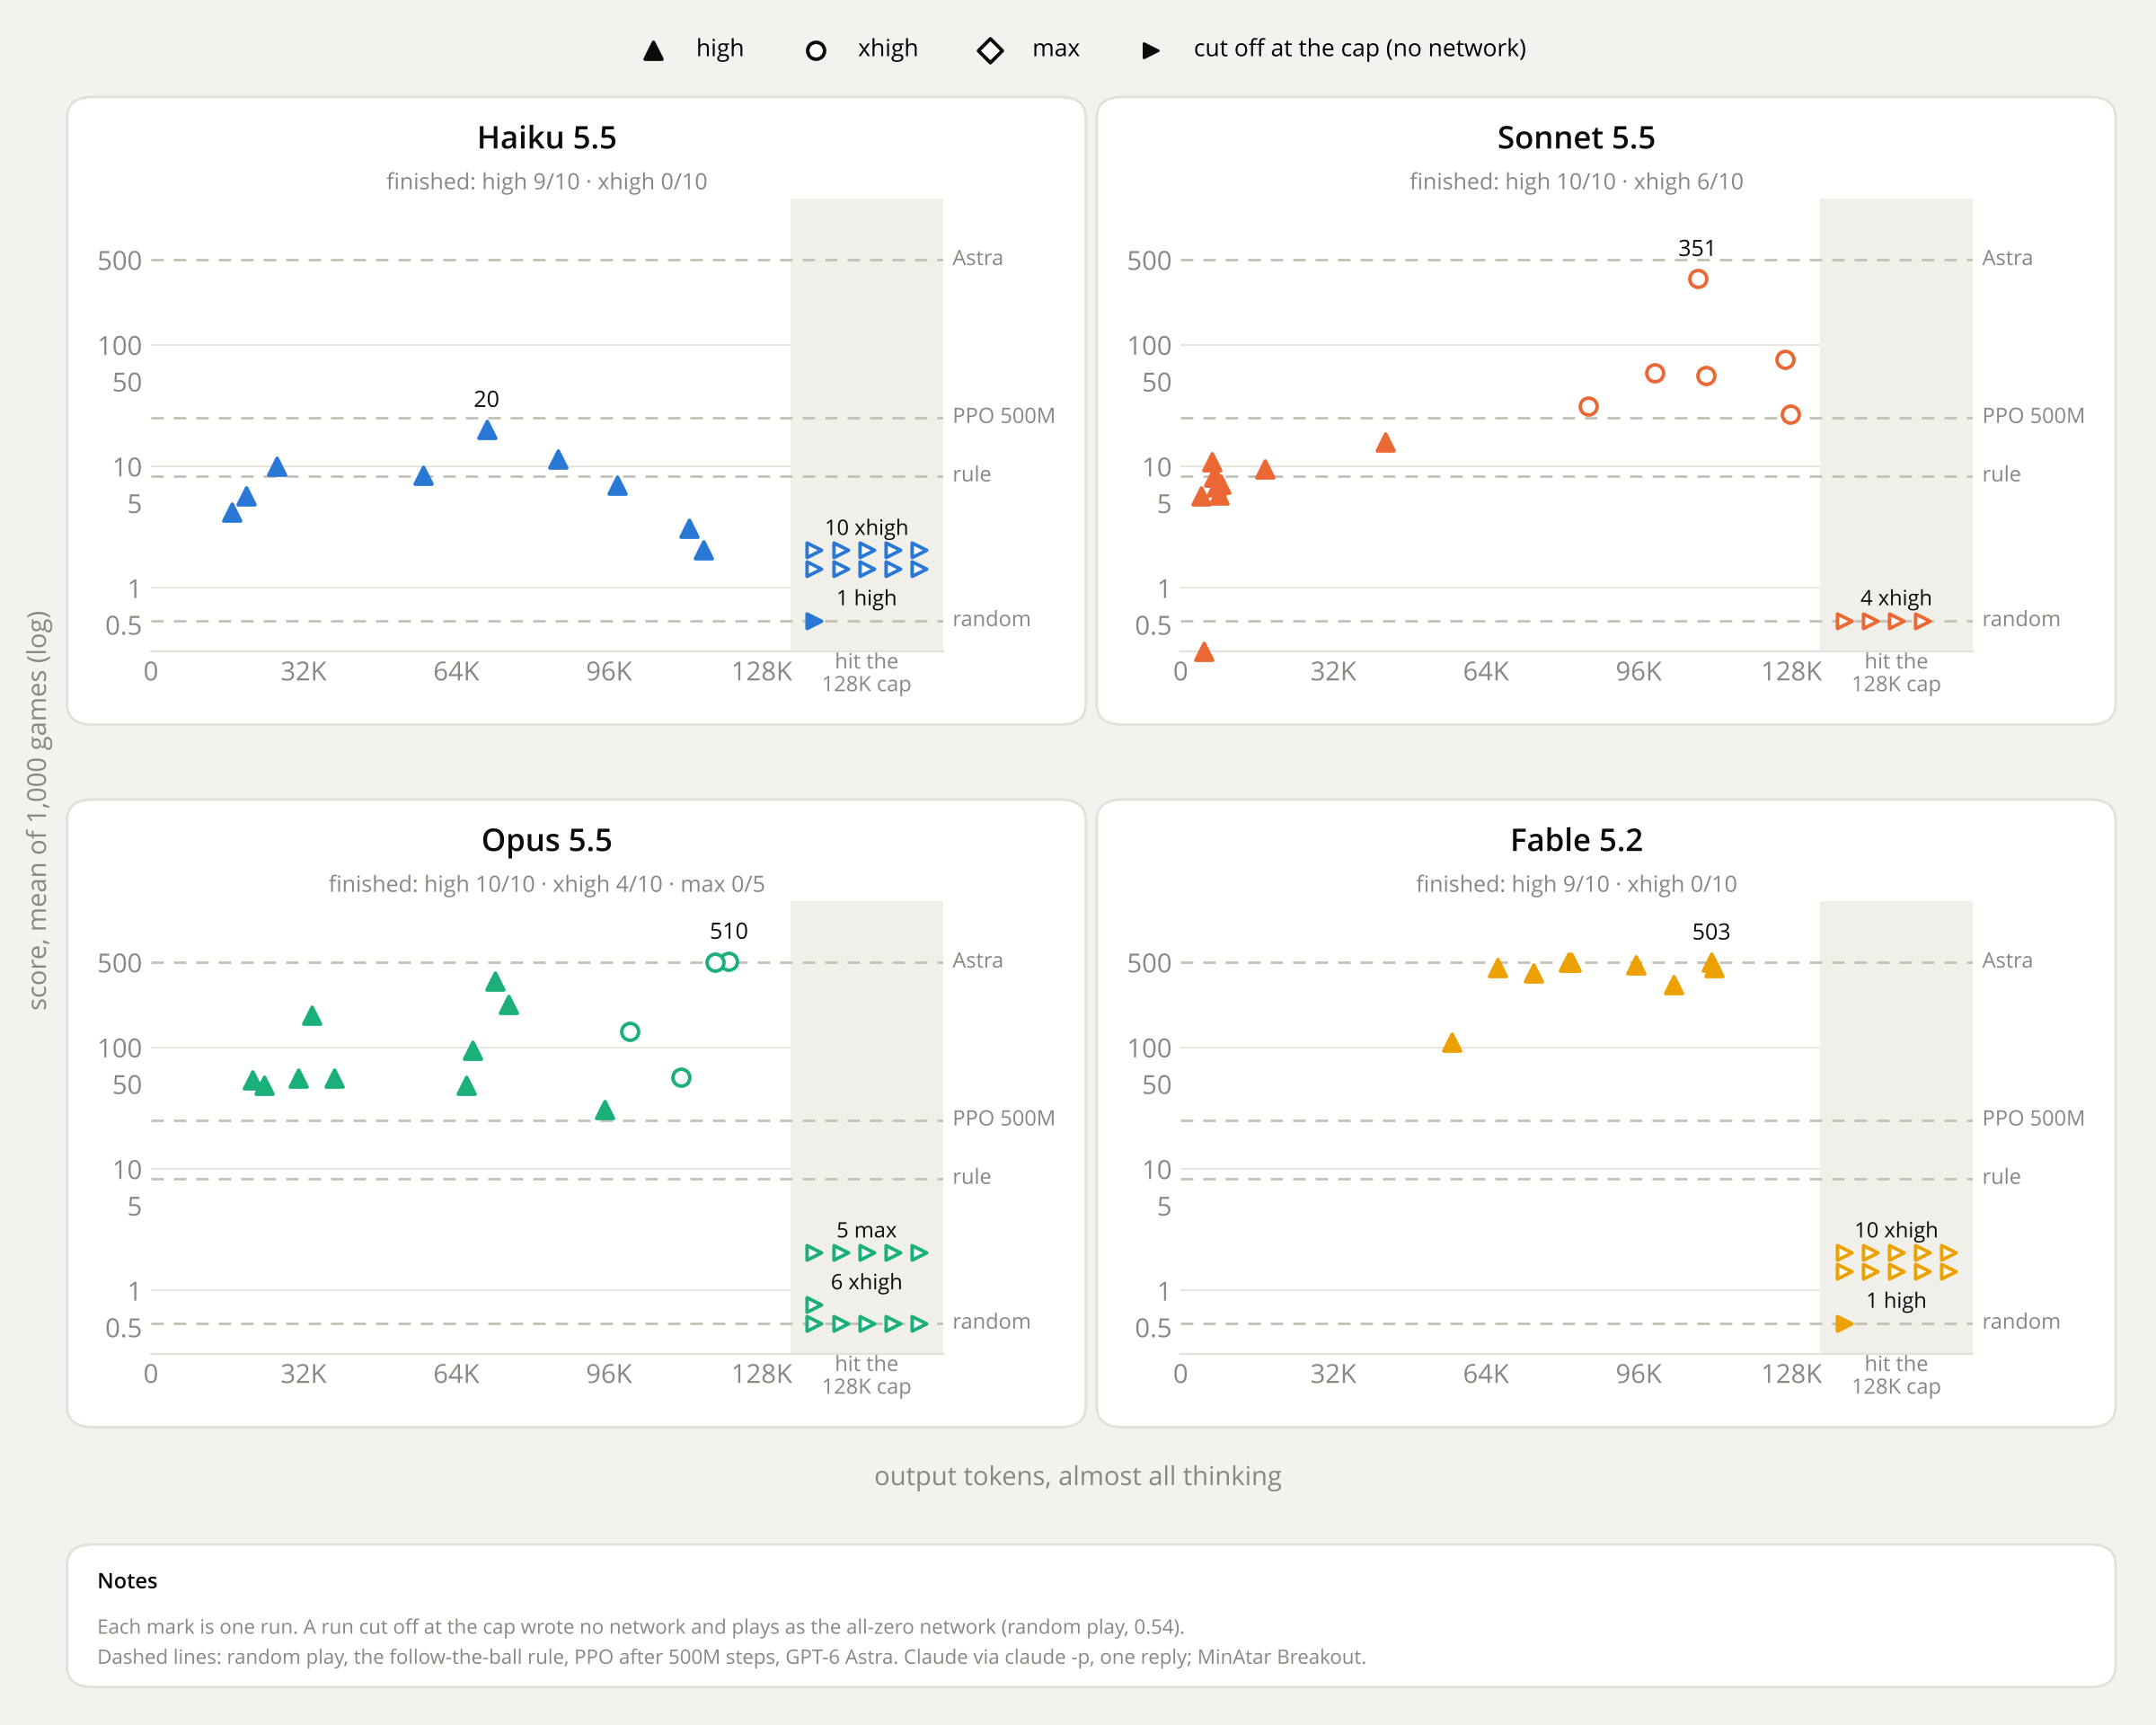 high xhigh max cut off at the cap (no network)
Haiku 5.5
finished: high 9/10 · xhigh 0/10
500
100
50
10
5
1
0.5
20
Astra
PPO 500M
rule
random
10 xhigh
1 high
0 32K 64K 96K 128K
hit the
128K cap
Sonnet 5.5
finished: high 10/10 · xhigh 6/10
500
100
50
10
5
1
0.5
351
Astra
PPO 500M
rule
random
4 xhigh
0 32K 64K 96K 128K
hit the
128K cap
score, mean of 1,000 games (log)
Opus 5.5
finished: high 10/10 · xhigh 4/10 · max 0/5
500
100
50
10
5
1
0.5
510
Astra
PPO 500M
rule
random
5 max
6 xhigh
0 32K 64K 96K 128K
hit the
128K cap
Fable 5.2
finished: high 9/10 · xhigh 0/10
500
100
50
10
5
1
0.5
503
Astra
PPO 500M
rule
random
10 xhigh
1 high
0 32K 64K 96K 128K
hit the
128K cap
output tokens, almost all thinking
Notes
Each mark is one run. A run cut off at the cap wrote no network and plays as the all-zero network (random play, 0.54).
Dashed lines: random play, the follow-the-ball rule, PPO after 500M steps, GPT-6 Astra. Claude via claude -p, one reply; MinAtar Breakout.